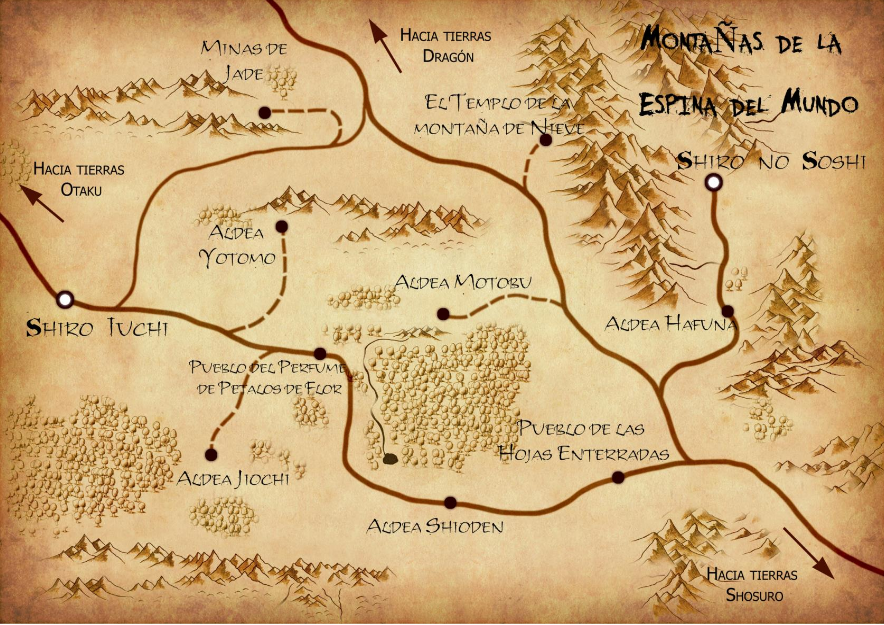 Hacia tierras
Dragón
Montañas de la
Espina del Mundo
Minas de
Jade
El Templo de la
montaña de Nieve
Shiro no Soshi
Hacia tierras
Otaku
Aldea
Yotomo
Aldea Motobu
Shiro Iuchi
Aldea Hafuna
Pueblo del Perfume
de Petalos de Flor
Pueblo de las
Hojas Enterradas
Aldea Jiochi
Aldea Shioden
Hacia tierras
Shosuro